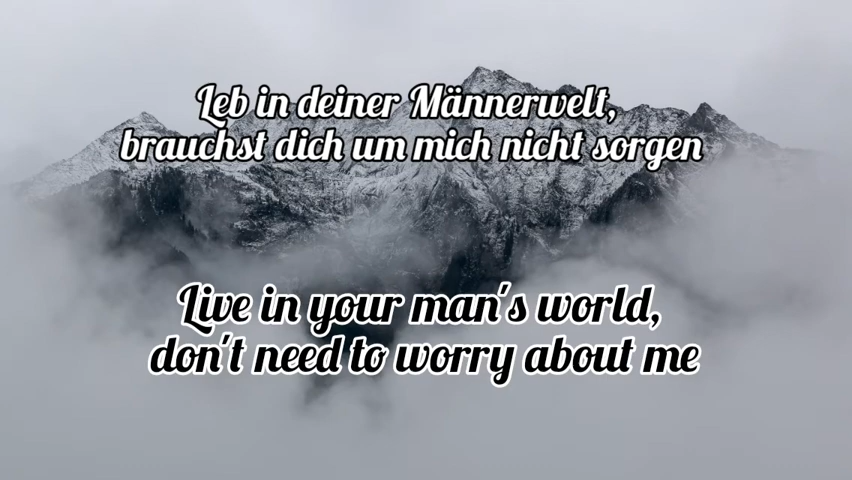 Leb in deiner Männerwelt,
brauchst dich um mich nicht sorgen
Live in your man's world,
don't need to worry about me